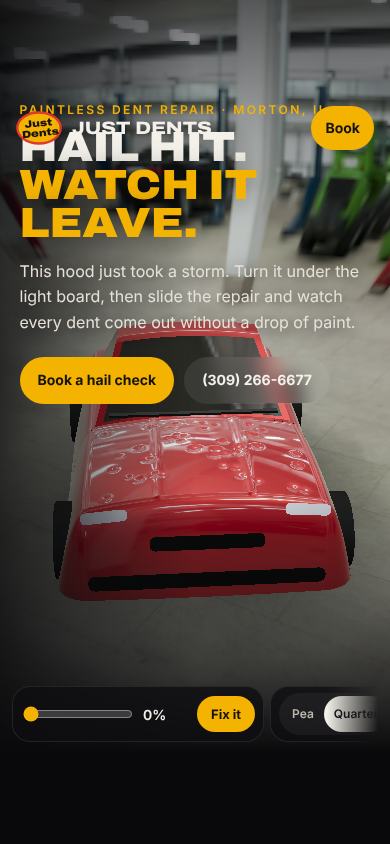 PAINTLESS DENT REPAIR · MORTON,
Just
Dents
JUST DENTS
Book
HAIL HIT.
WATCH IT
LEAVE.
This hood just took a storm. Turn it under the
light board, then slide the repair and watch
every dent come out without a drop of paint.
Book a hail check
(309) 266-6677
0%
Fix it
Pea
Quarter